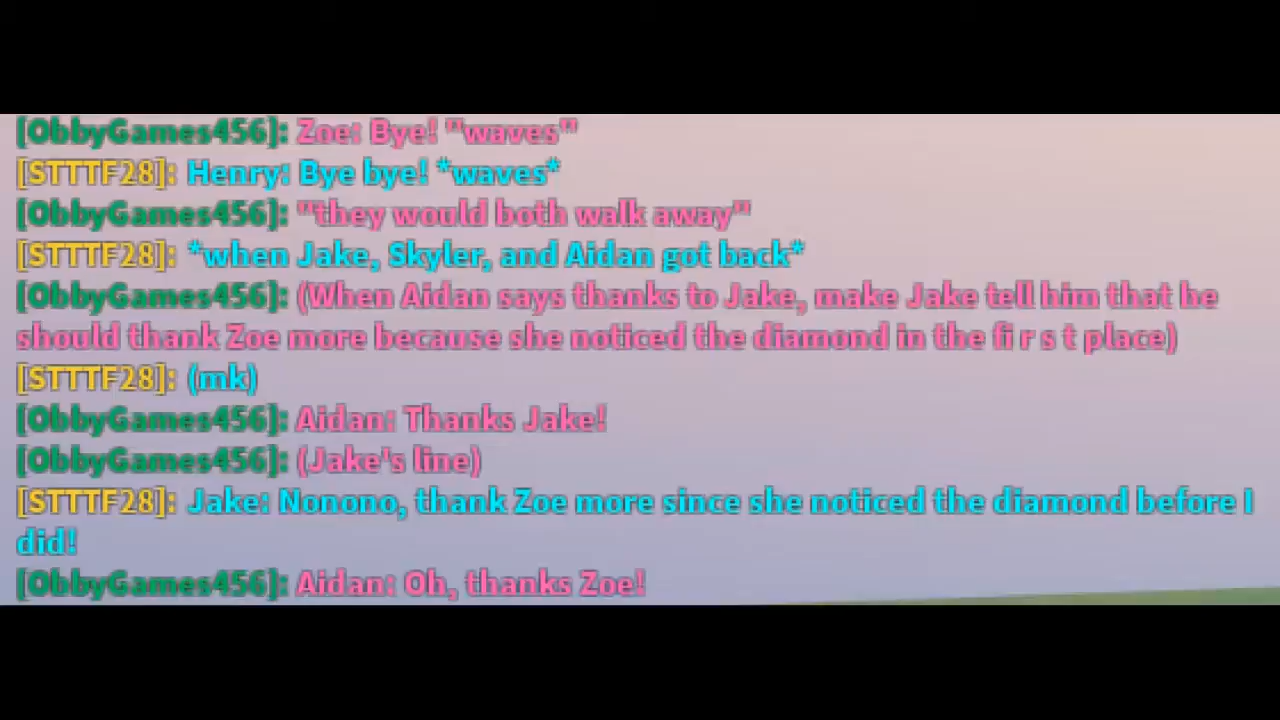 [ObbyGames456]: Zoe: Bye! "waves"
[STTTF28]: Henry: Bye bye! *waves*
[ObbyGames456]: "they would both walk away"
[STTTF28]: *when Jake, Skyler, and Aidan got back*
[ObbyGames456]: (When Aidan says thanks to Jake, make Jake tell him that he
should thank Zoe more because she noticed the diamond in the fi r s t place)
[STTTF28]: (mk)
[ObbyGames456]: Aidan: Thanks Jake!
[ObbyGames456]: (Jake's line)
[STTTF28]: Jake: Nonono, thank Zoe more since she noticed the diamond before I
did!
[ObbyGames456]: Aidan: Oh, thanks Zoe!